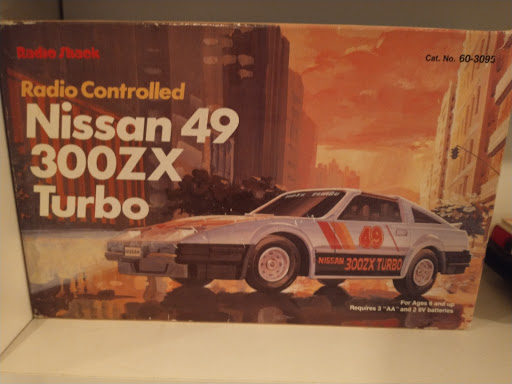 Radio Shack
Cat. No. 60-3095
Radio Controlled
Nissan 49
300ZX
Turbo
49
NISSAN 300ZX TURBO
For Ages 8 and up
Requires 3 "AA" and 2 9V batteries